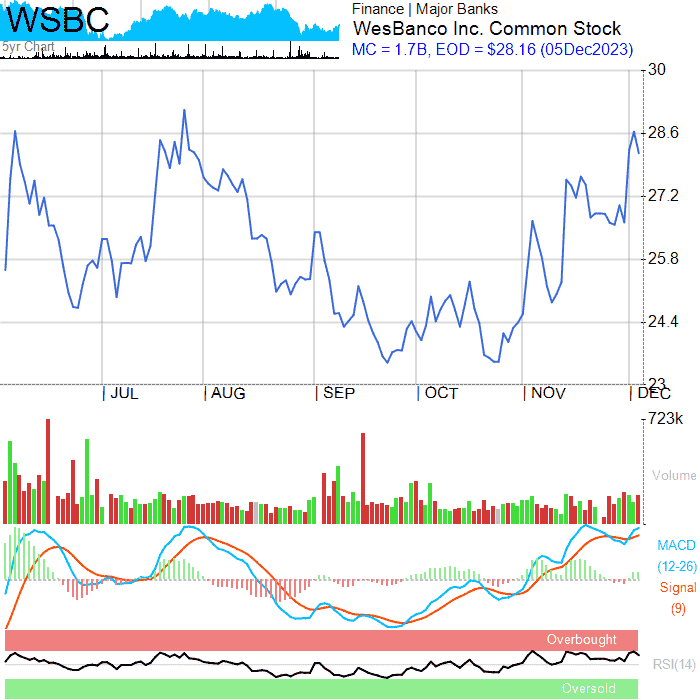 WSBC
5yr Chart
Finance | Major Banks
WesBanco Inc. Common Stock
MC = 1.7B, EOD = $28.16 (05Dec2023)
30
28.6
27.2
25.8
24.4
23
| JUL | AUG | SEP | OCT | NOV | DEC
723k
Volume
MACD
(12-26)
Signal
(9)
Overbought
RSI(14)
Oversold